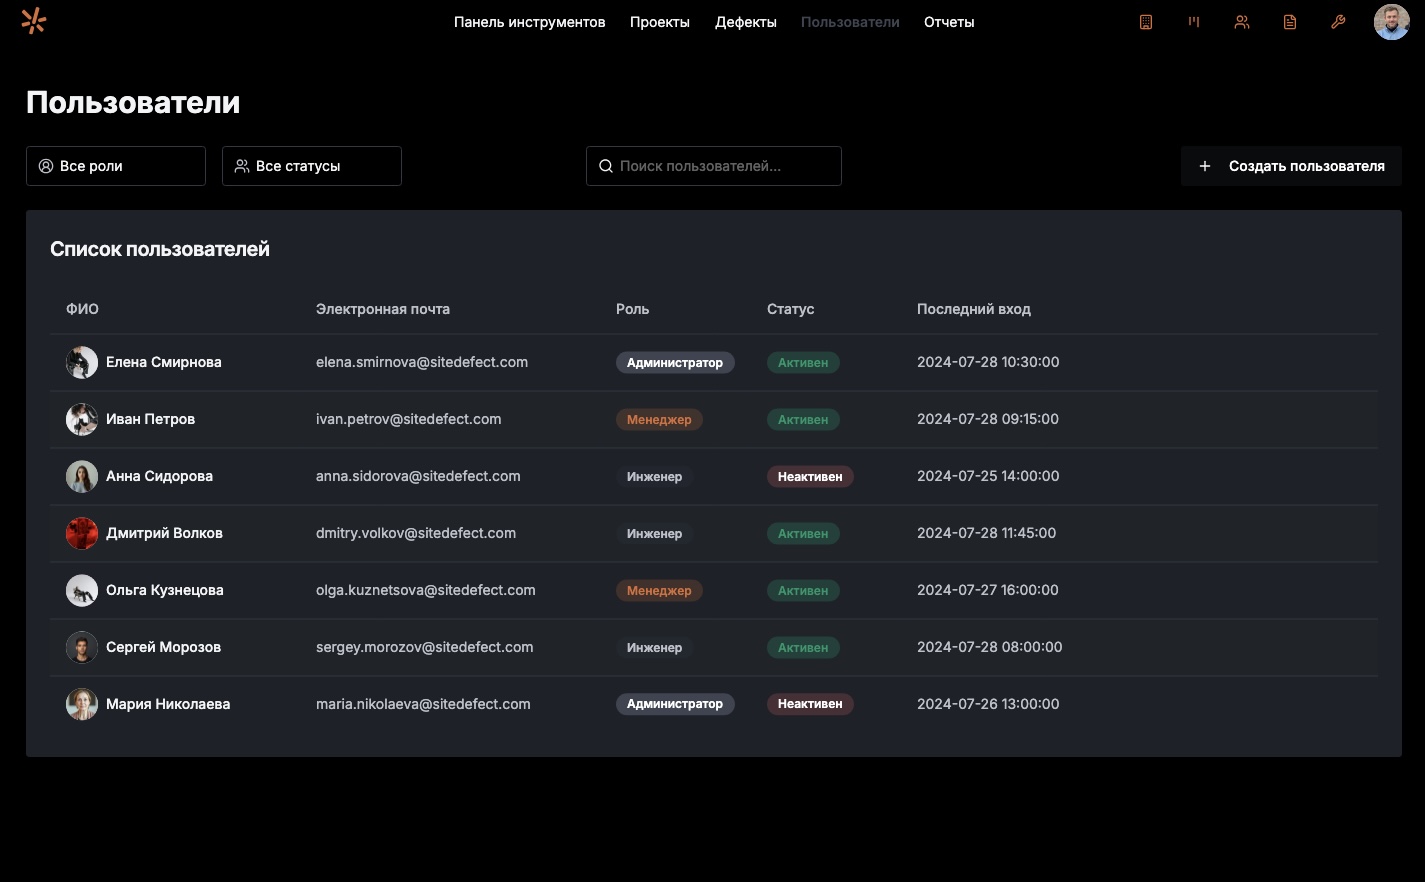 Панель инструментов Проекты Дефекты Пользователи Отчеты
Пользователи
Все роли Все статусы Поиск пользователей... Создать пользователя
Список пользователей
ФИО Электронная почта Роль Статус Последний вход
Елена Смирнова elena.smirnova@sitedefect.com Администратор Активен 2024-07-28 10:30:00
Иван Петров ivan.petrov@sitedefect.com Менеджер Активен 2024-07-28 09:15:00
Анна Сидорова anna.sidorova@sitedefect.com Инженер Неактивен 2024-07-25 14:00:00
Дмитрий Волков dmitry.volkov@sitedefect.com Инженер Активен 2024-07-28 11:45:00
Ольга Кузнецова olga.kuznetsova@sitedefect.com Менеджер Активен 2024-07-27 16:00:00
Сергей Морозов sergey.morozov@sitedefect.com Инженер Активен 2024-07-28 08:00:00
Мария Николаева maria.nikolaeva@sitedefect.com Администратор Неактивен 2024-07-26 13:00:00